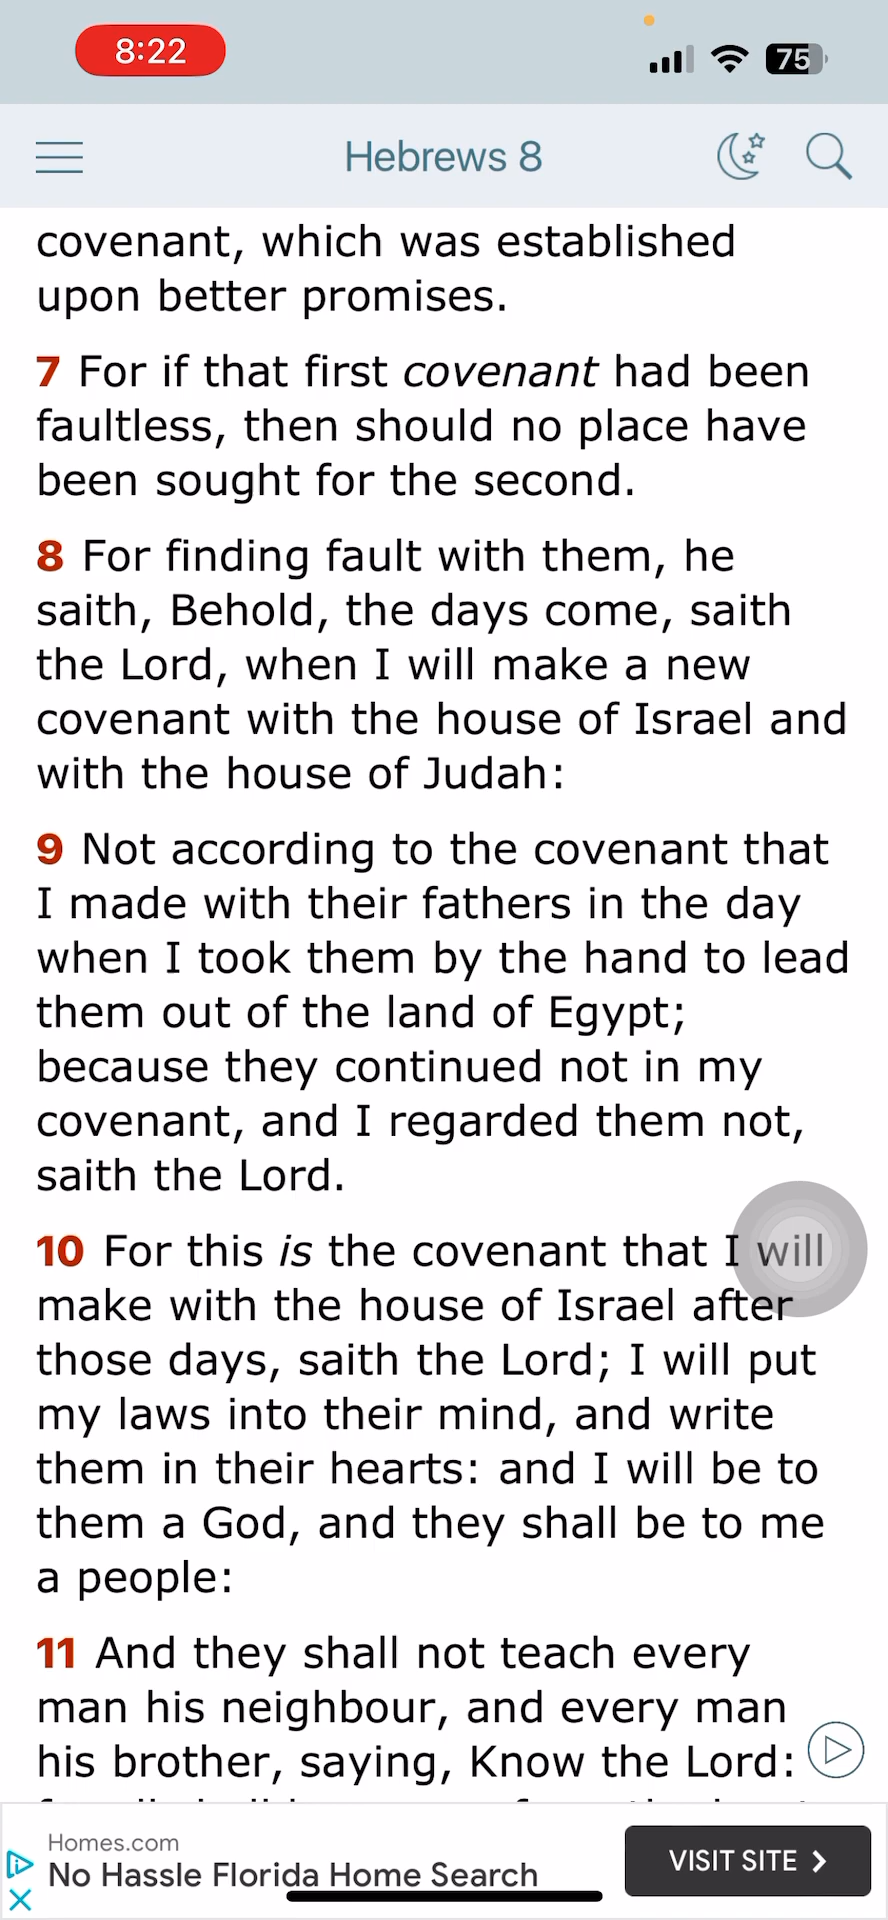 8:22
75
Hebrews 8
covenant, which was established
upon better promises.
7 For if that first covenant had been
faultless, then should no place have
been sought for the second.
8 For finding fault with them, he
saith, Behold, the days come, saith
the Lord, when I will make a new
covenant with the house of Israel and
with the house of Judah:
9 Not according to the covenant that
I made with their fathers in the day
when I took them by the hand to lead
them out of the land of Egypt;
because they continued not in my
covenant, and I regarded them not,
saith the Lord.
10 For this is the covenant that I will
make with the house of Israel after
those days, saith the Lord; I will put
my laws into their mind, and write
them in their hearts: and I will be to
them a God, and they shall be to me
a people:
11 And they shall not teach every
man his neighbour, and every man
his brother, saying, Know the Lord:
Homes.com
No Hassle Florida Home Search
VISIT SITE